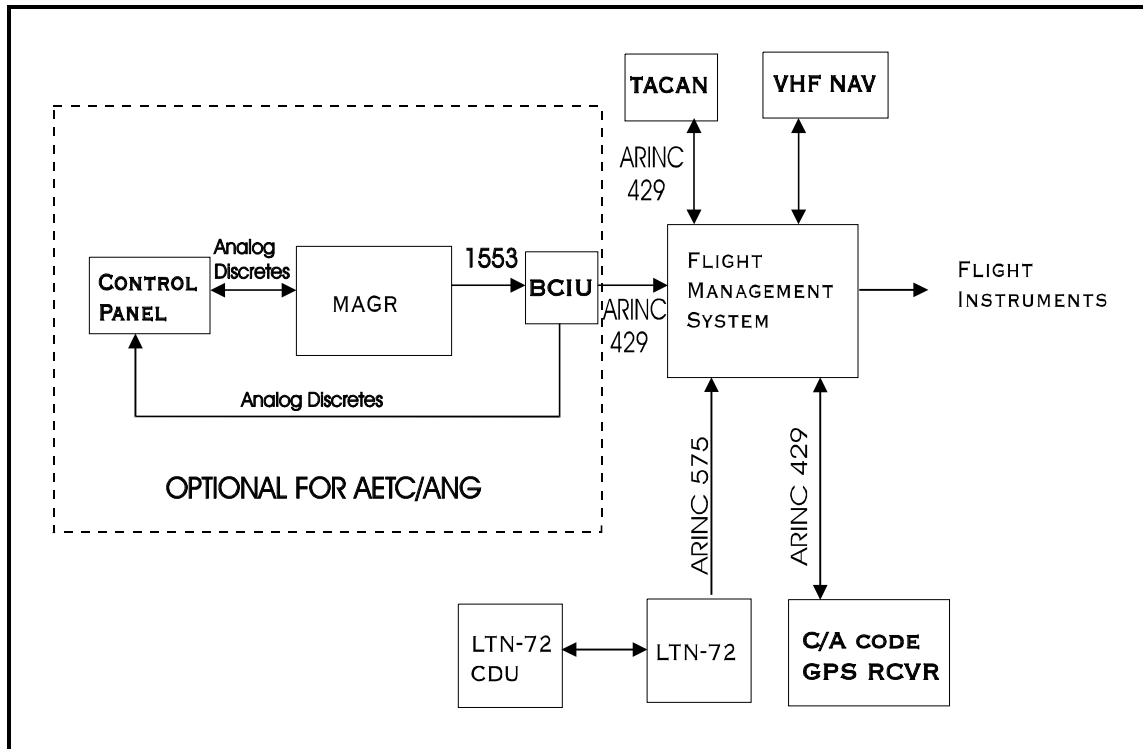 TACAN
VHF NAV
ARINC
429
Analog
Discretes
1553
CONTROL
PANEL
MAGR
BCIU
ARINC
429
FLIGHT
MANAGEMENT
SYSTEM
FLIGHT
INSTRUMENTS
Analog Discretes
OPTIONAL FOR AETC/ANG
ARINC 575
ARINC 429
LTN-72
CDU
LTN-72
C/A CODE
GPS RCVR